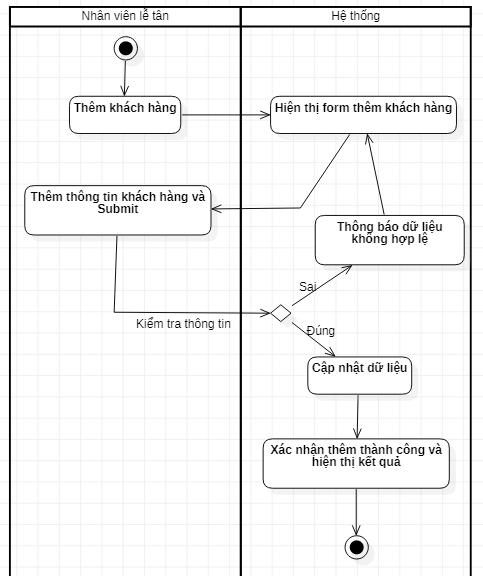 Nhân viên lễ tân
Hệ thống
Thêm khách hàng
Hiện thị form thêm khách hàng
Thêm thông tin khách hàng và
Submit
Thông báo dữ liệu
không hợp lệ
Sai
Kiểm tra thông tin
Đúng
Cập nhật dữ liệu
Xác nhận thêm thành công và
hiện thị kết quả